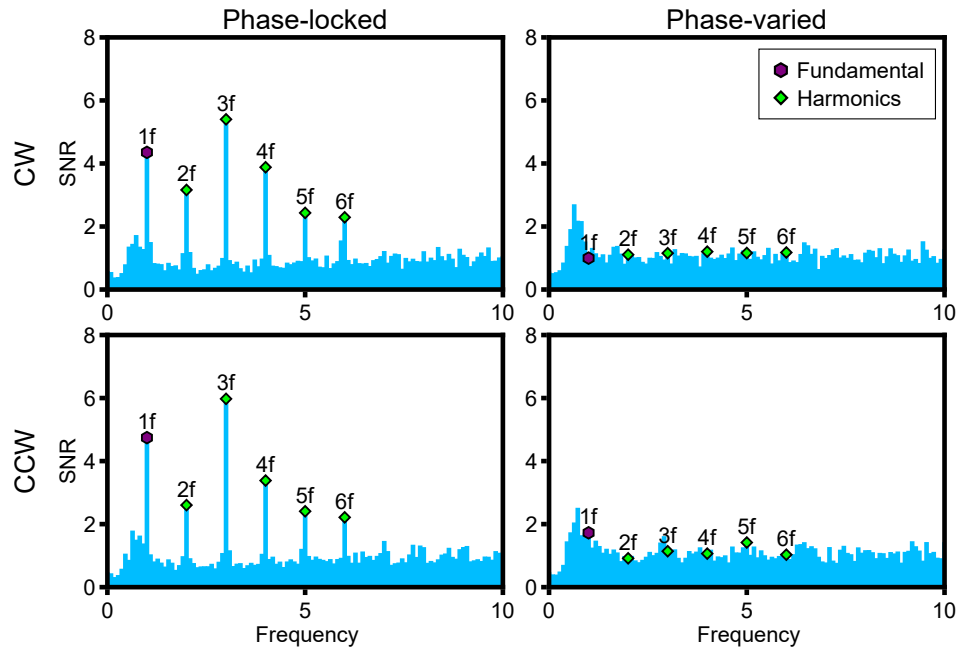 Phase-locked
Phase-varied
CW
SNR
8
6
4
2
0
1f
2f
3f
4f
5f
6f
0
5
10
8
6
4
2
0
Fundamental
Harmonics
1f
2f
3f
4f
5f
6f
0
5
10
CCW
SNR
8
6
4
2
0
1f
2f
3f
4f
5f
6f
0
5
10
Frequency
8
6
4
2
0
1f
2f
3f
4f
5f
6f
0
5
10
Frequency